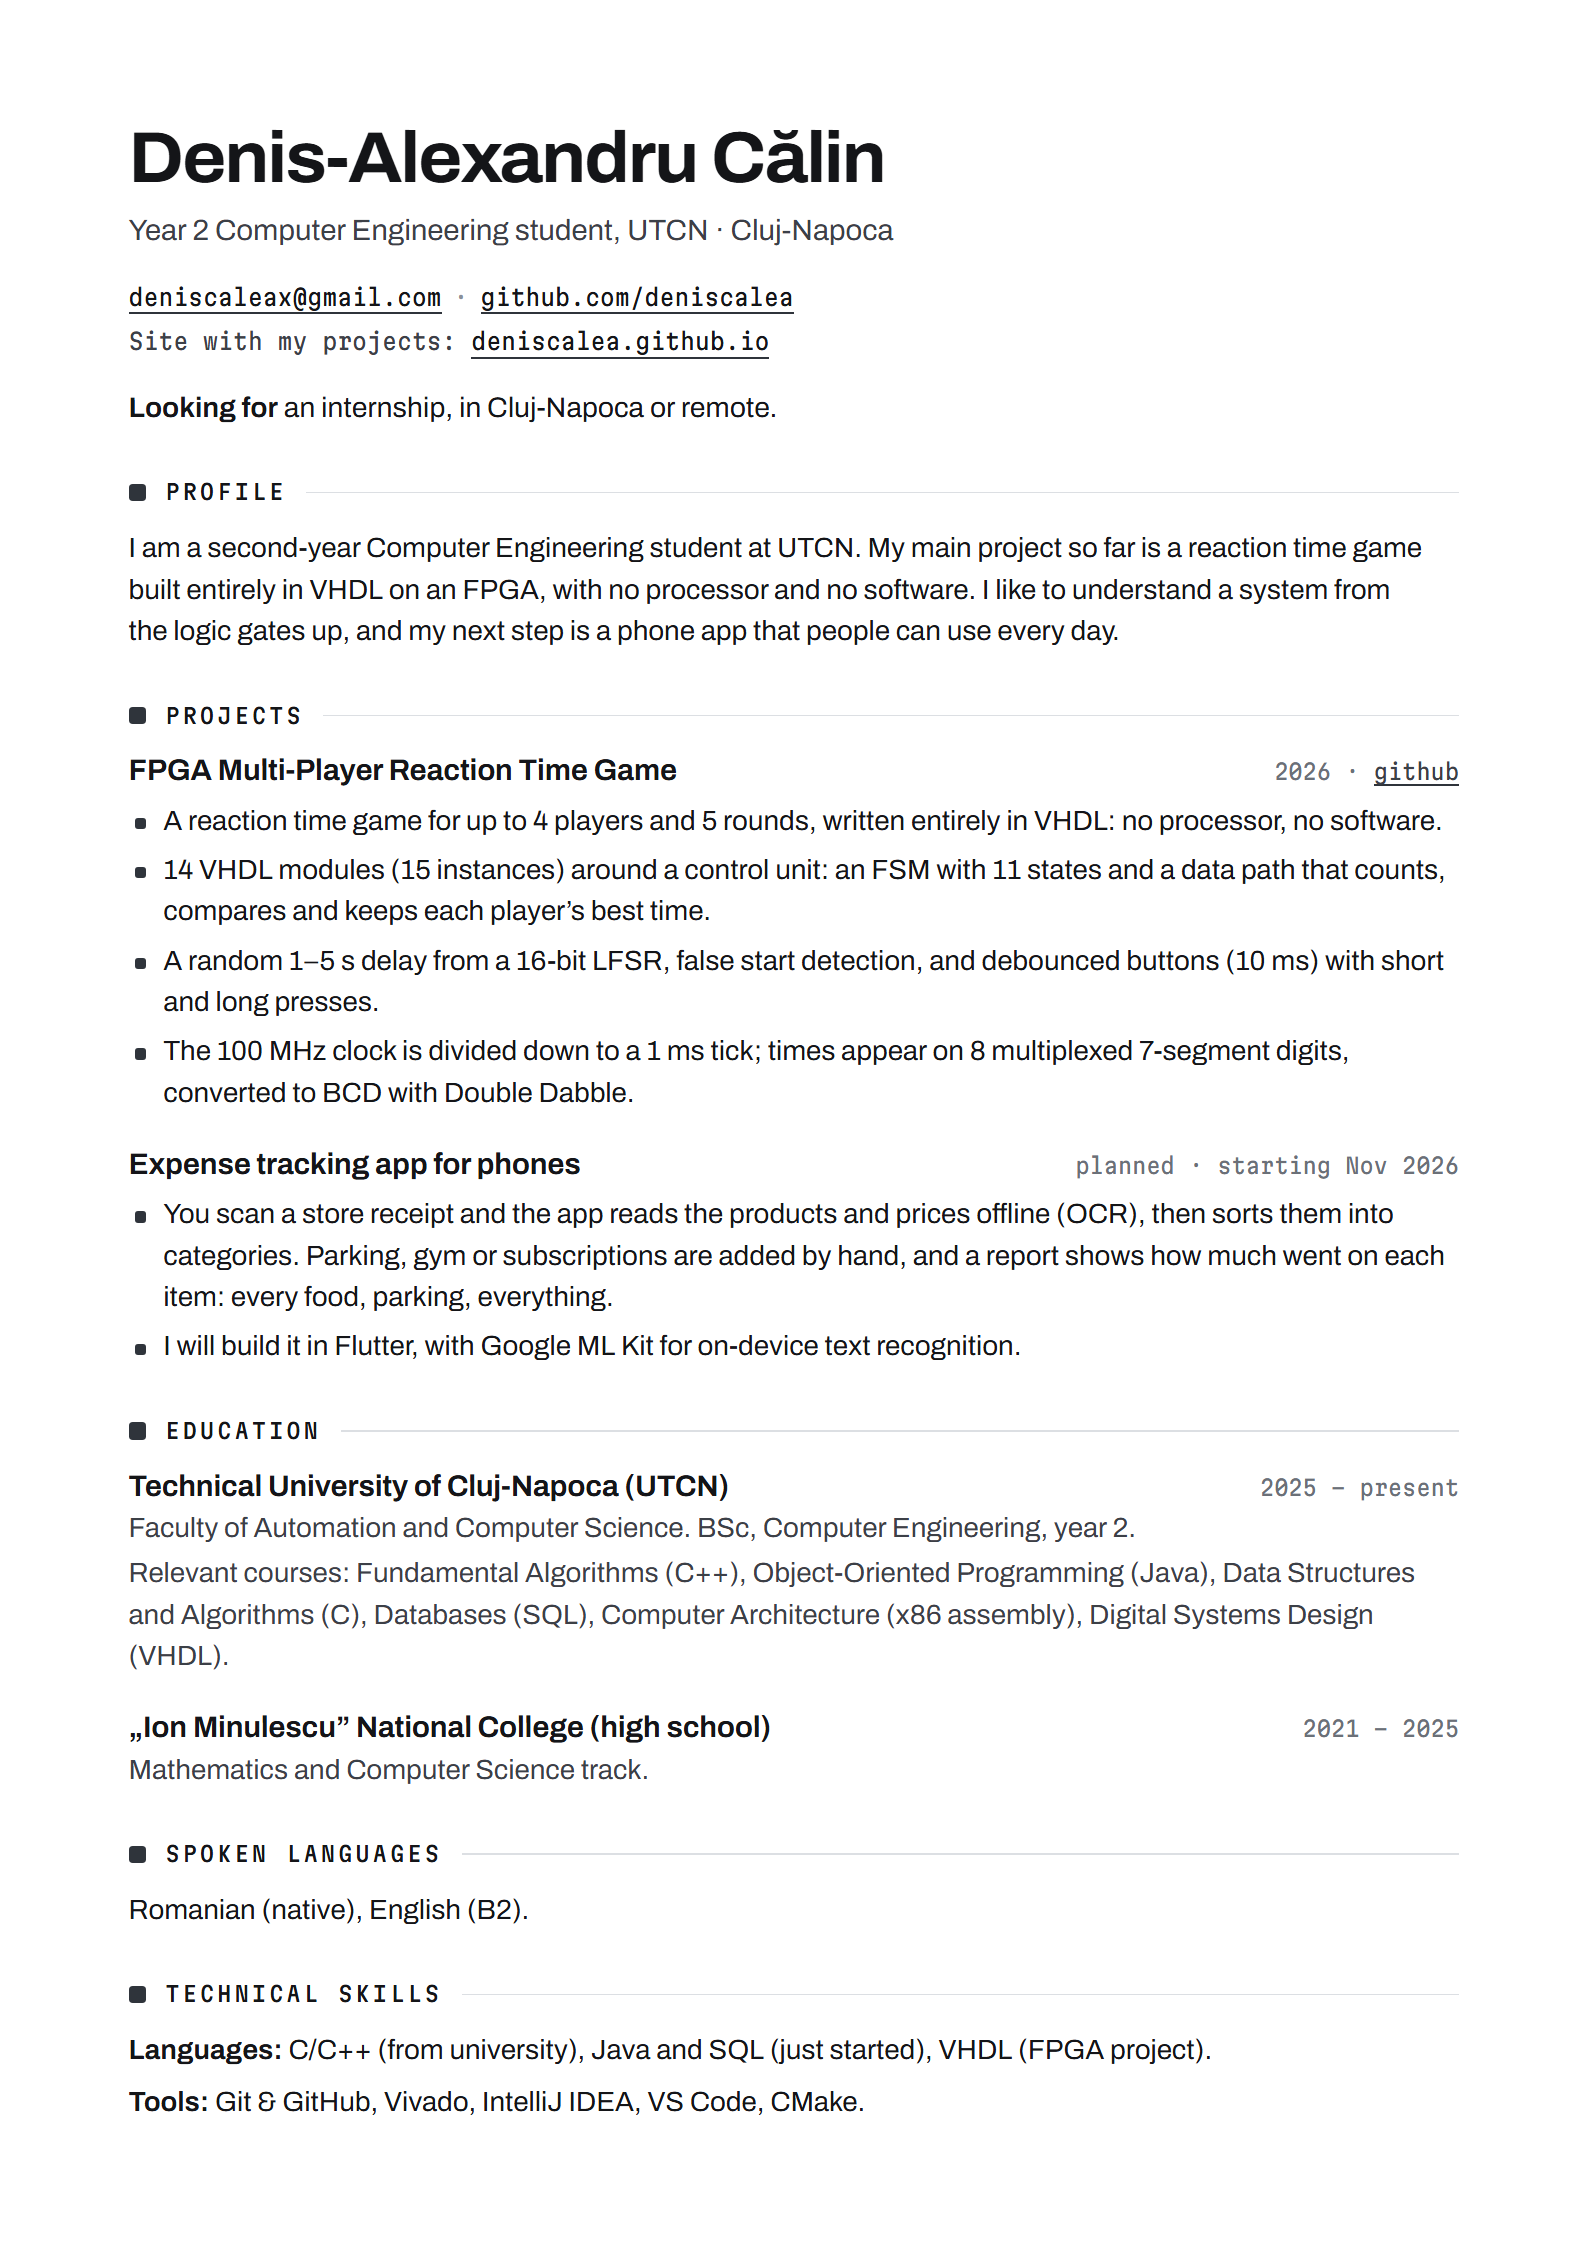 Denis-Alexandru Călin
Year 2 Computer Engineering student, UTCN · Cluj-Napoca
deniscaleax@gmail.com · github.com/deniscalea
Site with my projects: deniscalea.github.io
Looking for an internship, in Cluj-Napoca or remote.
PROFILE
I am a second-year Computer Engineering student at UTCN. My main project so far is a reaction time game
built entirely in VHDL on an FPGA, with no processor and no software. I like to understand a system from
the logic gates up, and my next step is a phone app that people can use every day.
PROJECTS
FPGA Multi-Player Reaction Time Game 2026 · github
A reaction time game for up to 4 players and 5 rounds, written entirely in VHDL: no processor, no software.
14 VHDL modules (15 instances) around a control unit: an FSM with 11 states and a data path that counts,
compares and keeps each player’s best time.
A random 1–5 s delay from a 16-bit LFSR, false start detection, and debounced buttons (10 ms) with short
and long presses.
The 100 MHz clock is divided down to a 1 ms tick; times appear on 8 multiplexed 7-segment digits,
converted to BCD with Double Dabble.
Expense tracking app for phones planned · starting Nov 2026
You scan a store receipt and the app reads the products and prices offline (OCR), then sorts them into
categories. Parking, gym or subscriptions are added by hand, and a report shows how much went on each
item: every food, parking, everything.
I will build it in Flutter, with Google ML Kit for on-device text recognition.
EDUCATION
Technical University of Cluj-Napoca (UTCN) 2025 – present
Faculty of Automation and Computer Science. BSc, Computer Engineering, year 2.
Relevant courses: Fundamental Algorithms (C++), Object-Oriented Programming (Java), Data Structures
and Algorithms (C), Databases (SQL), Computer Architecture (x86 assembly), Digital Systems Design
(VHDL).
„Ion Minulescu” National College (high school) 2021 – 2025
Mathematics and Computer Science track.
SPOKEN LANGUAGES
Romanian (native), English (B2).
TECHNICAL SKILLS
Languages: C/C++ (from university), Java and SQL (just started), VHDL (FPGA project).
Tools: Git & GitHub, Vivado, IntelliJ IDEA, VS Code, CMake.